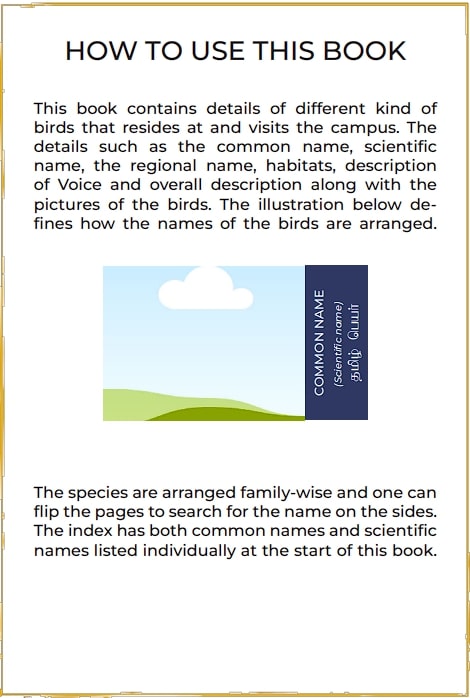 HOW TO USE THIS BOOK
This book contains details of different kind of
birds that resides at and visits the campus. The
details such as the common name, scientific
name, the regional name, habitats, description
of Voice and overall description along with the
pictures of the birds. The illustration below de-
fines how the names of the birds are arranged.
COMMON NAME
(Scientific name)
தமிழ் பெயர்
The species are arranged family-wise and one can
flip the pages to search for the name on the sides.
The index has both common names and scientific
names listed individually at the start of this book.